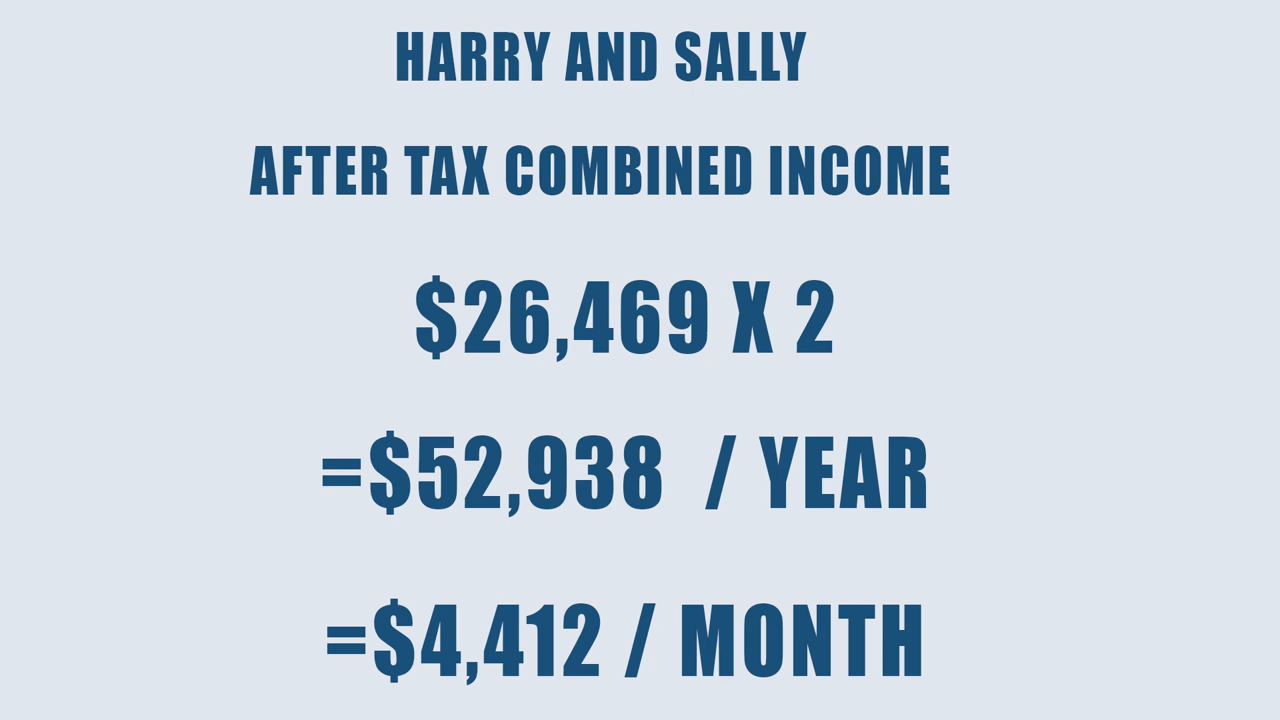 HARRY AND SALLY
AFTER TAX COMBINED INCOME
$26,469 X 2
=$52,938 / YEAR
=$4,412 / MONTH